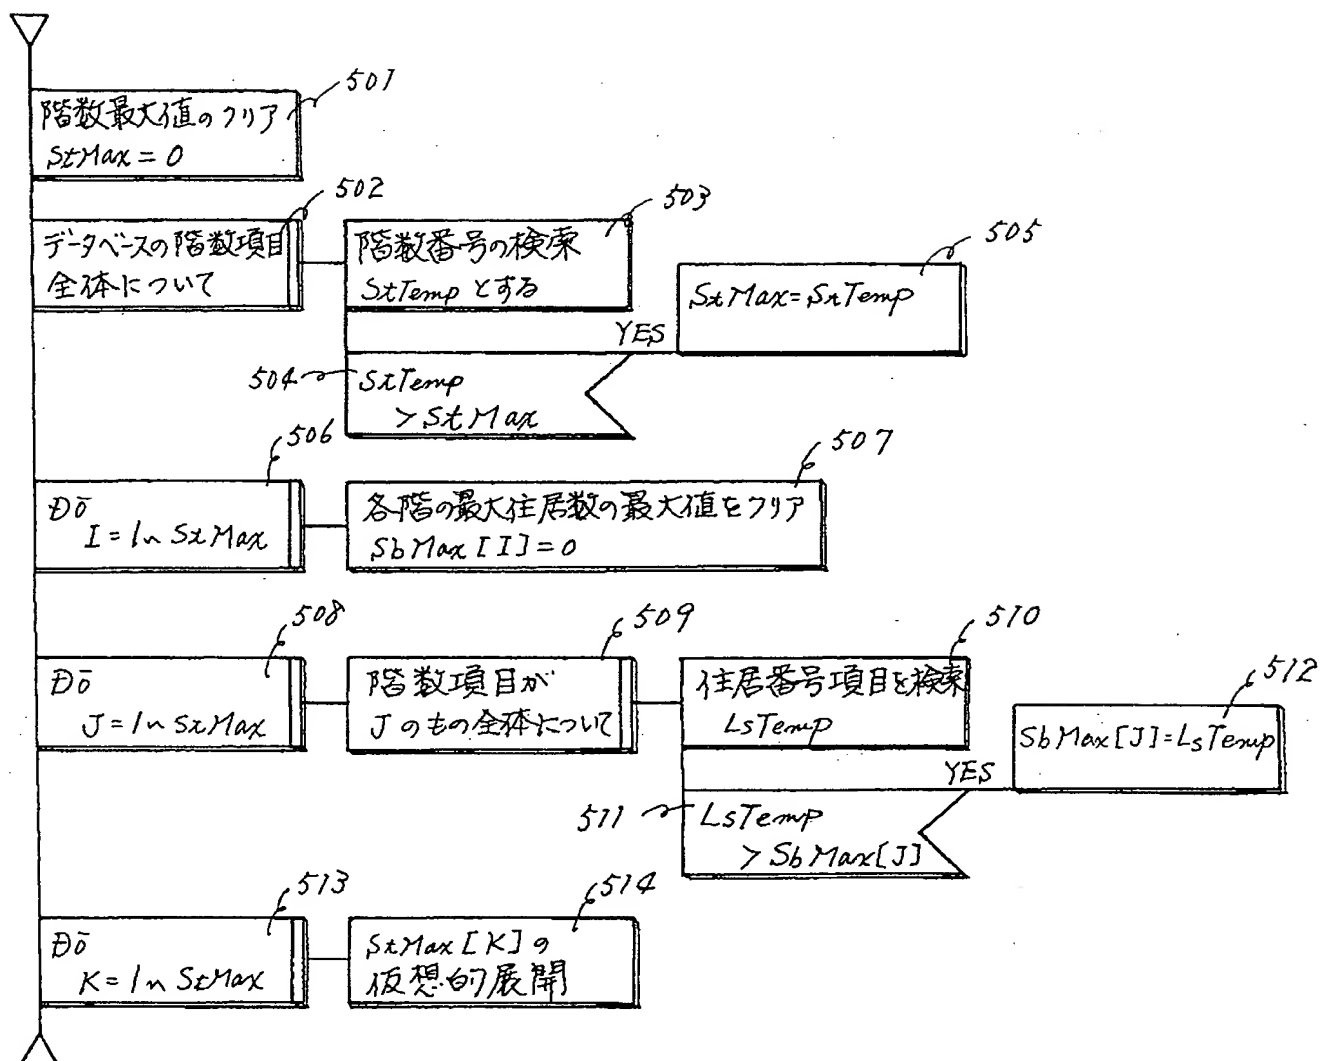 501
階数最大値のクリア
StMax = 0
502
データベースの階数項目
全体について
503
階数番号の検索
StTemp とする
505
StMax = StTemp
YES
504
StTemp
> StMax
506
Do
I = 1~StMax
507
各階の最大住居数の最大値をクリア
SbMax [I] = 0
508
Do
J = 1~StMax
509
階数項目が
Jのもの全体について
510
住居番号項目を検索
LsTemp
512
SbMax[J]=LsTemp
YES
511
LsTemp
> SbMax[J]
513
Do
K = 1~StMax
514
StMax [K] の
仮想的展開